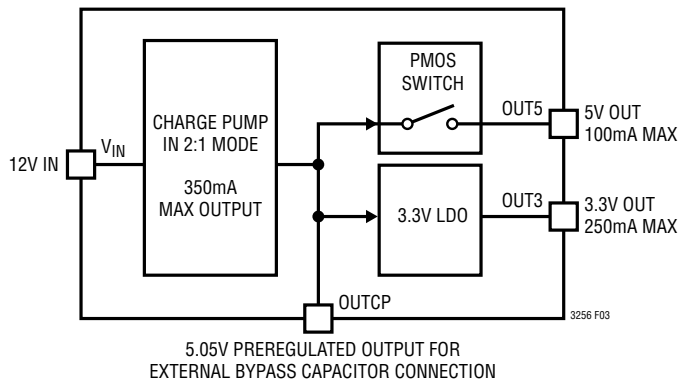 PMOS
SWITCH
CHARGE PUMP
IN 2:1 MODE
350mA
MAX OUTPUT
12V IN
VIN
OUT5
5V OUT
100mA MAX
3.3V LDO
OUT3
3.3V OUT
250mA MAX
OUTCP
3256 F03
5.05V PREREGULATED OUTPUT FOR
EXTERNAL BYPASS CAPACITOR CONNECTION